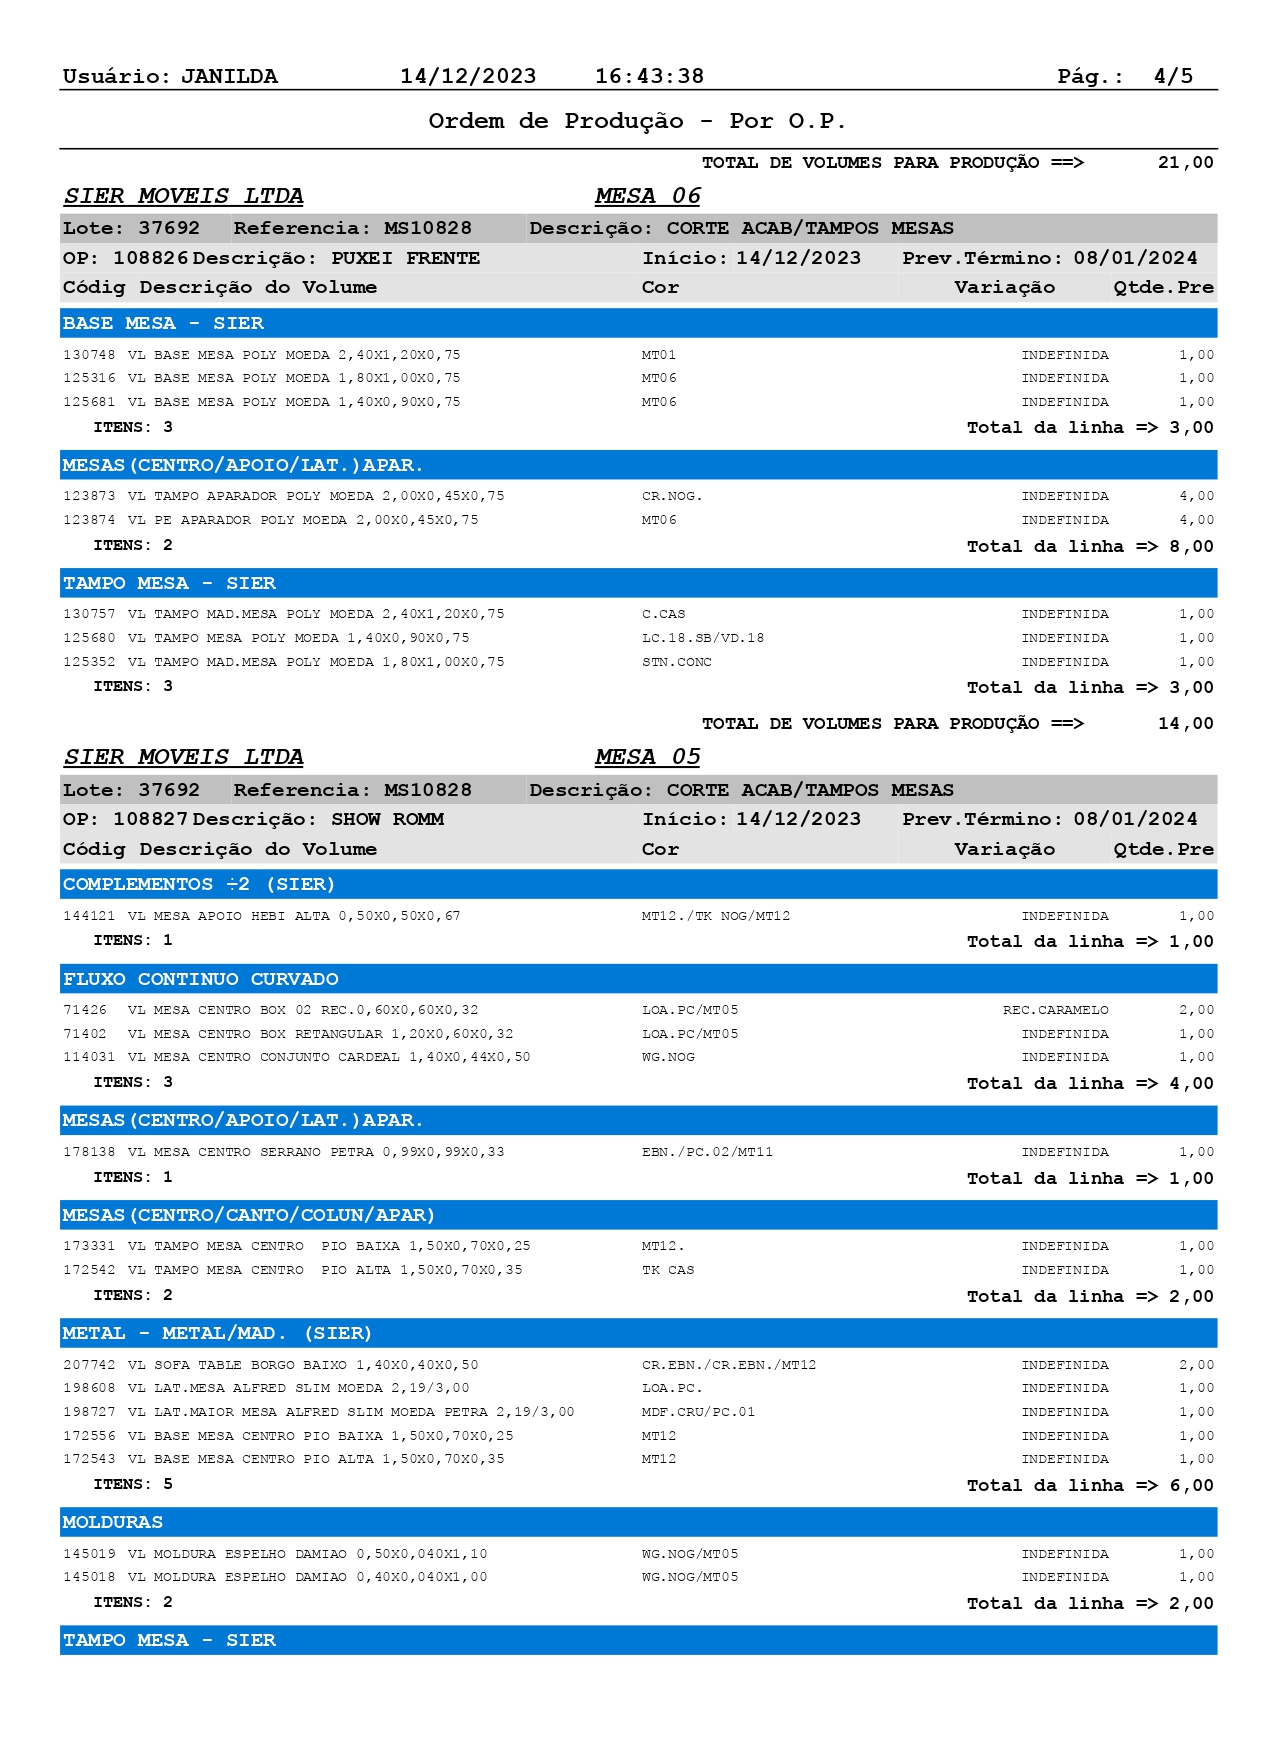 Usuário: JANILDA 14/12/2023 16:43:38 Pág.: 4/5
Ordem de Produção - Por O.P.
TOTAL DE VOLUMES PARA PRODUÇÃO ==> 21,00
SIER MOVEIS LTDA MESA 06
Lote: 37692 Referencia: MS10828 Descrição: CORTE ACAB/TAMPOS MESAS
OP: 108826 Descrição: PUXEI FRENTE Início: 14/12/2023 Prev.Término: 08/01/2024
Códig Descrição do Volume Cor Variação Qtde.Pre
BASE MESA - SIER
130748 VL BASE MESA POLY MOEDA 2,40X1,20X0,75 MT01 INDEFINIDA 1,00
125316 VL BASE MESA POLY MOEDA 1,80X1,00X0,75 MT06 INDEFINIDA 1,00
125681 VL BASE MESA POLY MOEDA 1,40X0,90X0,75 MT06 INDEFINIDA 1,00
ITENS: 3 Total da linha => 3,00
MESAS(CENTRO/APOIO/LAT.)APAR.
123873 VL TAMPO APARADOR POLY MOEDA 2,00X0,45X0,75 CR.NOG. INDEFINIDA 4,00
123874 VL PE APARADOR POLY MOEDA 2,00X0,45X0,75 MT06 INDEFINIDA 4,00
ITENS: 2 Total da linha => 8,00
TAMPO MESA - SIER
130757 VL TAMPO MAD.MESA POLY MOEDA 2,40X1,20X0,75 C.CAS INDEFINIDA 1,00
125680 VL TAMPO MESA POLY MOEDA 1,40X0,90X0,75 LC.18.SB/VD.18 INDEFINIDA 1,00
125352 VL TAMPO MAD.MESA POLY MOEDA 1,80X1,00X0,75 STN.CONC INDEFINIDA 1,00
ITENS: 3 Total da linha => 3,00
TOTAL DE VOLUMES PARA PRODUÇÃO ==> 14,00
SIER MOVEIS LTDA MESA 05
Lote: 37692 Referencia: MS10828 Descrição: CORTE ACAB/TAMPOS MESAS
OP: 108827 Descrição: SHOW ROMM Início: 14/12/2023 Prev.Término: 08/01/2024
Códig Descrição do Volume Cor Variação Qtde.Pre
COMPLEMENTOS ÷2 (SIER)
144121 VL MESA APOIO HEBI ALTA 0,50X0,50X0,67 MT12./TK NOG/MT12 INDEFINIDA 1,00
ITENS: 1 Total da linha => 1,00
FLUXO CONTINUO CURVADO
71426 VL MESA CENTRO BOX 02 REC.0,60X0,60X0,32 LOA.PC/MT05 REC.CARAMELO 2,00
71402 VL MESA CENTRO BOX RETANGULAR 1,20X0,60X0,32 LOA.PC/MT05 INDEFINIDA 1,00
114031 VL MESA CENTRO CONJUNTO CARDEAL 1,40X0,44X0,50 WG.NOG INDEFINIDA 1,00
ITENS: 3 Total da linha => 4,00
MESAS(CENTRO/APOIO/LAT.)APAR.
178138 VL MESA CENTRO SERRANO PETRA 0,99X0,99X0,33 EBN./PC.02/MT11 INDEFINIDA 1,00
ITENS: 1 Total da linha => 1,00
MESAS(CENTRO/CANTO/COLUN/APAR)
173331 VL TAMPO MESA CENTRO  PIO BAIXA 1,50X0,70X0,25 MT12. INDEFINIDA 1,00
172542 VL TAMPO MESA CENTRO  PIO ALTA 1,50X0,70X0,35 TK CAS INDEFINIDA 1,00
ITENS: 2 Total da linha => 2,00
METAL - METAL/MAD. (SIER)
207742 VL SOFA TABLE BORGO BAIXO 1,40X0,40X0,50 CR.EBN./CR.EBN./MT12 INDEFINIDA 2,00
198608 VL LAT.MESA ALFRED SLIM MOEDA 2,19/3,00 LOA.PC. INDEFINIDA 1,00
198727 VL LAT.MAIOR MESA ALFRED SLIM MOEDA PETRA 2,19/3,00 MDF.CRU/PC.01 INDEFINIDA 1,00
172556 VL BASE MESA CENTRO PIO BAIXA 1,50X0,70X0,25 MT12 INDEFINIDA 1,00
172543 VL BASE MESA CENTRO PIO ALTA 1,50X0,70X0,35 MT12 INDEFINIDA 1,00
ITENS: 5 Total da linha => 6,00
MOLDURAS
145019 VL MOLDURA ESPELHO DAMIAO 0,50X0,040X1,10 WG.NOG/MT05 INDEFINIDA 1,00
145018 VL MOLDURA ESPELHO DAMIAO 0,40X0,040X1,00 WG.NOG/MT05 INDEFINIDA 1,00
ITENS: 2 Total da linha => 2,00
TAMPO MESA - SIER